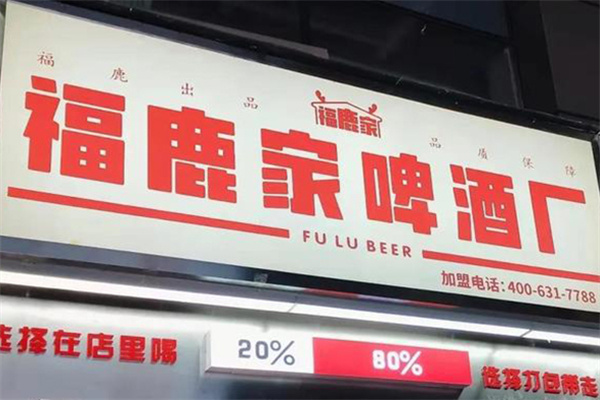 福鹿出品
福鹿家
品质保障
福鹿家啤酒厂
FU LU BEER
加盟电话:400-631-7788
选择在店里喝
20%
80%
选择打包带走